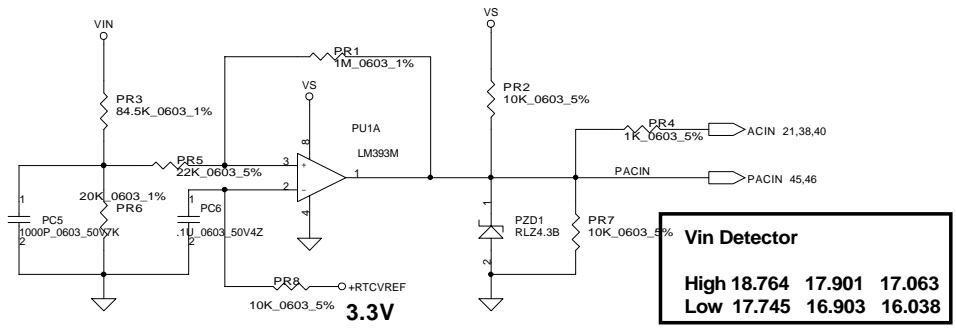 VIN
VS
PR1
1M_0603_1%
VS
PR2
10K_0603_5%
PR3
84.5K_0603_1%
PU1A
LM393M
PR4
1K_0603_5%
ACIN 21,38,40
8
3
+
1
2
-
4
PR5
22K_0603_5%
PACIN
PACIN 45,46
20K_0603_1%
PR6
1
PC5
1000P_0603_50V7K
2
1
PC6
.1U_0603_50V4Z
2
1
PZD1
RLZ4.3B
2
PR7
10K_0603_5%
PR8
10K_0603_5%
+RTCVREF
3.3V
Vin Detector
High 18.764 17.901 17.063
Low 17.745 16.903 16.038